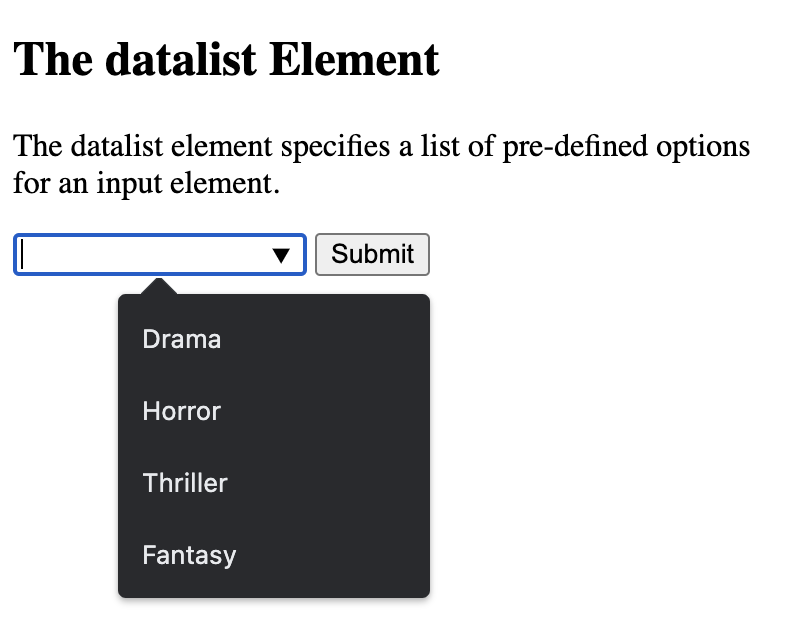 The datalist Element
The datalist element specifies a list of pre-defined options
for an input element.
Submit
Drama
Horror
Thriller
Fantasy